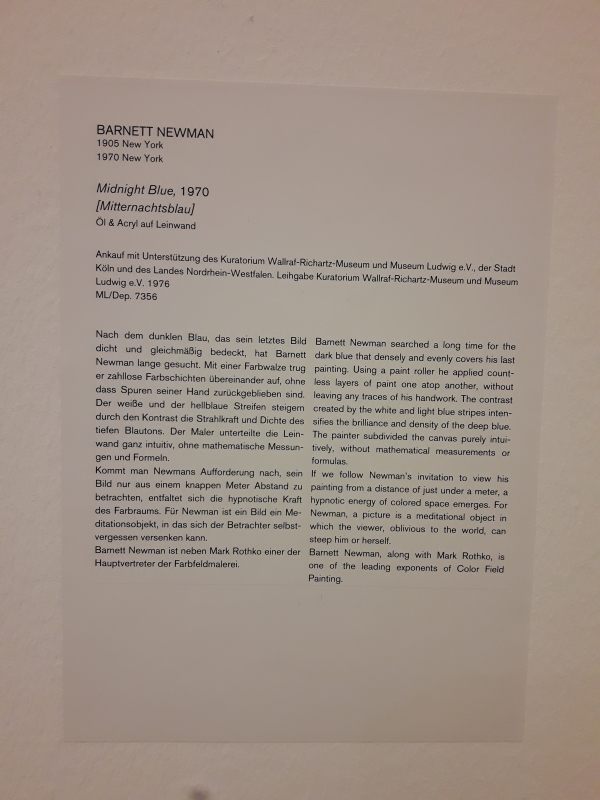 BARNETT NEWMAN
1905 New York
1970 New York
Midnight Blue, 1970
[Mitternachtsblau]
Öl & Acryl auf Leinwand
Ankauf mit Unterstützung des Kuratorium Wallraf-Richartz-Museum und Museum Ludwig e.V., der Stadt
Köln und des Landes Nordrhein-Westfalen. Leihgabe Kuratorium Wallraf-Richartz-Museum und Museum
Ludwig e.V. 1976
ML/Dep. 7356
Nach dem dunklen Blau, das sein letztes Bild
dicht und gleichmäßig bedeckt, hat Barnett
Newman lange gesucht. Mit einer Farbwalze trug
er zahllose Farbschichten übereinander auf, ohne
dass Spuren seiner Hand zurückgeblieben sind.
Der weiße und der hellblaue Streifen steigern
durch den Kontrast die Strahlkraft und Dichte des
tiefen Blautons. Der Maler unterteilte die Lein-
wand ganz intuitiv, ohne mathematische Messun-
gen und Formeln.
Kommt man Newmans Aufforderung nach, sein
Bild nur aus einem knappen Meter Abstand zu
betrachten, entfaltet sich die hypnotische Kraft
des Farbraums. Für Newman ist ein Bild ein Me-
ditationsobjekt, in das sich der Betrachter selbst-
vergessen versenken kann.
Barnett Newman ist neben Mark Rothko einer der
Hauptvertreter der Farbfeldmalerei.
Barnett Newman searched a long time for the
dark blue that densely and evenly covers his last
painting. Using a paint roller he applied count-
less layers of paint one atop another, without
leaving any traces of his handwork. The contrast
created by the white and light blue stripes inten-
sifies the brilliance and density of the deep blue.
The painter subdivided the canvas purely intui-
tively, without mathematical measurements or
formulas.
If we follow Newman's invitation to view his
painting from a distance of just under a meter, a
hypnotic energy of colored space emerges. For
Newman, a picture is a meditational object in
which the viewer, oblivious to the world, can
steep him or herself.
Barnett Newman, along with Mark Rothko, is
one of the leading exponents of Color Field
Painting.